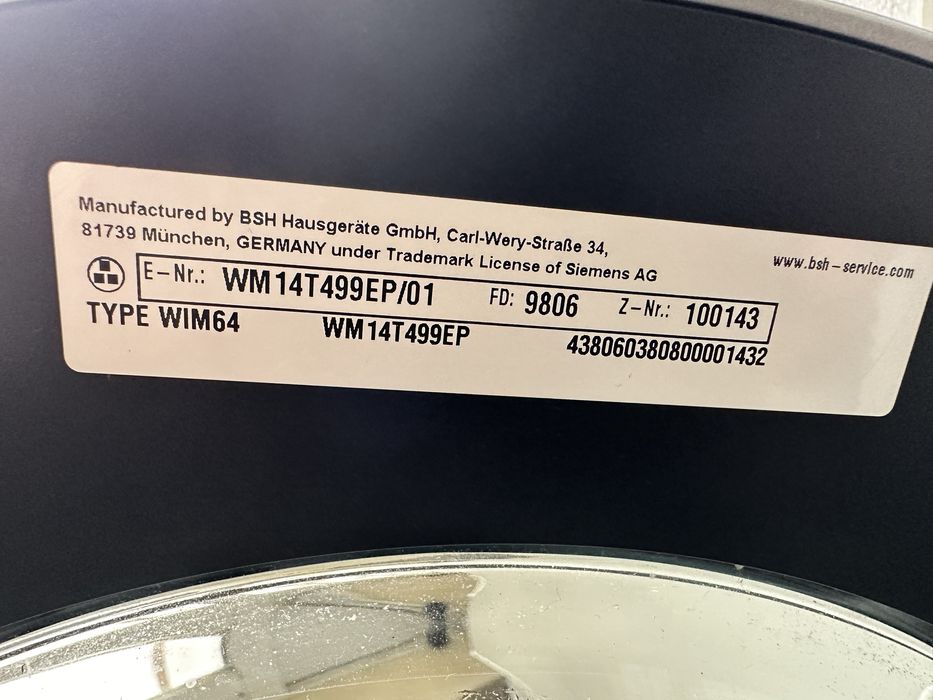 Manufactured by BSH Hausgeräte GmbH, Carl-Wery-Straße 34,
81739 München, GERMANY under Trademark License of Siemens AG
www.bsh-service.com
E-Nr.: WM14T499EP/01 FD: 9806 Z-Nr.: 100143
TYPE WIM64 WM14T499EP 438060380800001432